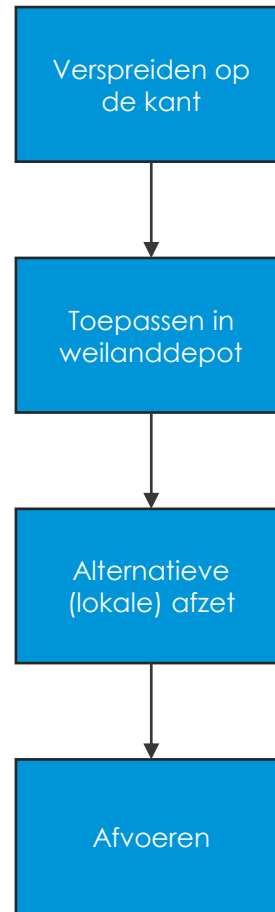 Verspreiden op
de kant
Toepassen in
weilanddepot
Alternatieve
(lokale) afzet
Afvoeren